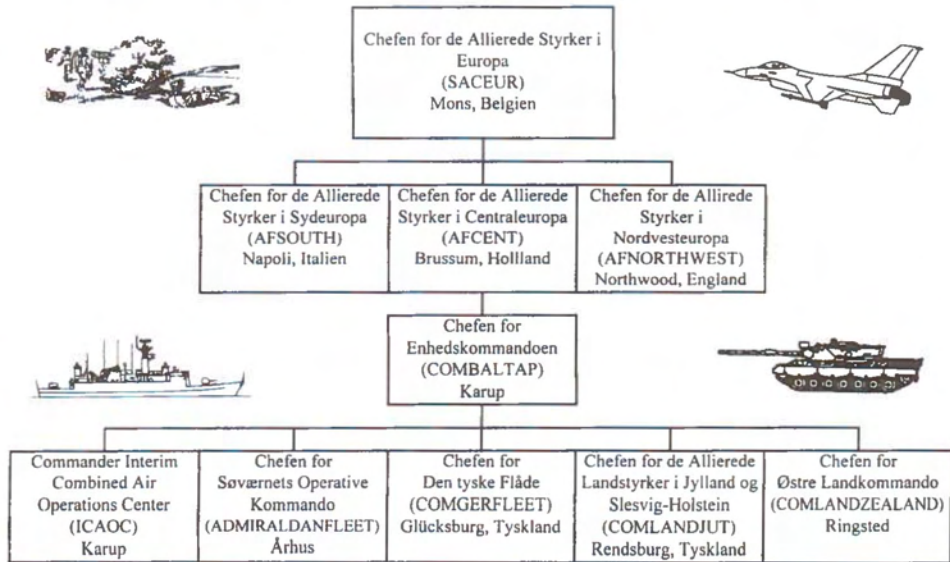 Chefen for de Allierede Styrker i
Europa
(SACEUR)
Mons, Belgien
Chefen for de Allierede
Styrker i Sydeuropa
(AFSOUTH)
Napoli, Italien
Chefen for de Allierede
Styrker i Centraleuropa
(AFCENT)
Brussum, Hollland
Chefen for de Allirede
Styrker i
Nordvesteuropa
(AFNORTHWEST)
Northwood, England
Chefen for
Enhedskommandoen
(COMBALTAP)
Karup
Commander Interim
Combined Air
Operations Center
(ICAOC)
Karup
Chefen for
Søværnets Operative
Kommando
(ADMIRALDANFLEET)
Århus
Chefen for
Den tyske Flåde
(COMGERFLEET)
Glücksburg, Tyskland
Chefen for de Allierede
Landstyrker i Jylland og
Slesvig-Holstein
(COMLANDJUT)
Rendsburg, Tyskland
Chefen for
Østre Landkommando
(COMLANDZEALAND)
Ringsted